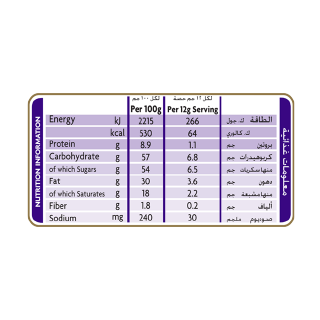 لكل ١٠٠ جم لكل ١٢ جم حصة
Per 100g Per 12g Serving
Energy kJ 2215 266 الطاقة ك. جول
kcal 530 64 ك. كالوري
Protein g 8.9 1.1 بروتين جم
Carbohydrate g 57 6.8 كربوهيدرات جم
of which Sugars g 54 6.5 منها سكريات جم
Fat g 30 3.6 دهون جم
of which Saturates g 18 2.2 منها مشبعة جم
Fiber g 1.8 0.2 ألياف جم
Sodium mg 240 30 صوديوم ملجم
NUTRITION INFORMATION
معلومات غذائية